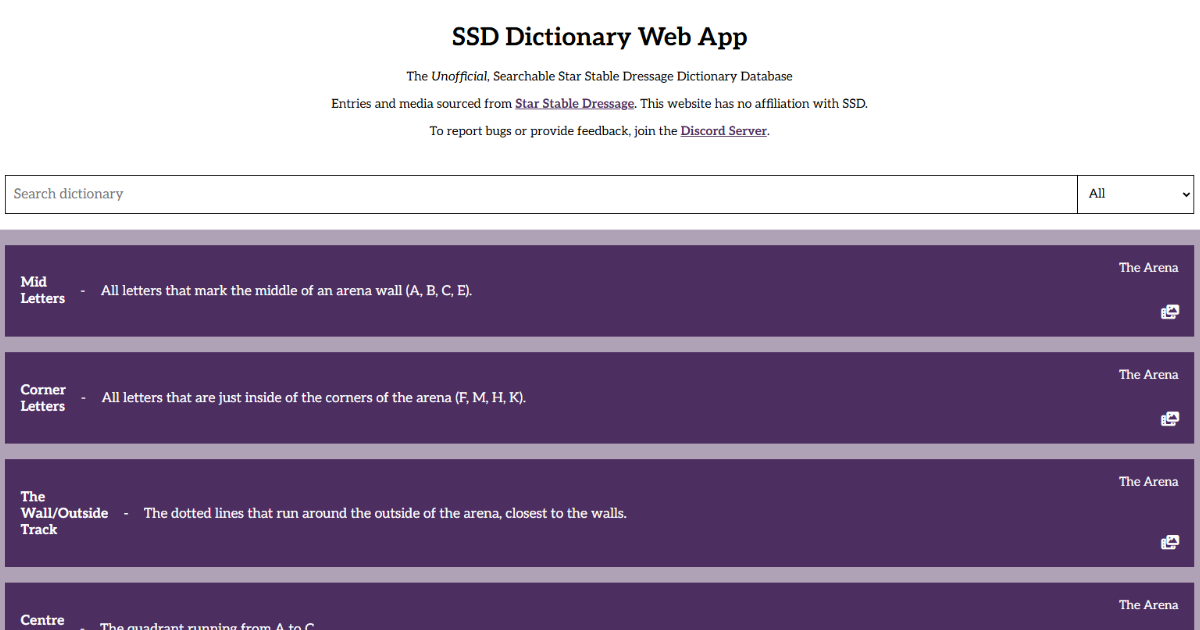 SSD Dictionary Web App
The Unofficial, Searchable Star Stable Dressage Dictionary Database
Entries and media sourced from Star Stable Dressage. This website has no affiliation with SSD.
To report bugs or provide feedback, join the Discord Server.
Search dictionary
All
Mid
Letters
-
All letters that mark the middle of an arena wall (A, B, C, E).
The Arena
Corner
Letters
-
All letters that are just inside of the corners of the arena (F, M, H, K).
The Arena
The
Wall/Outside
Track
-
The dotted lines that run around the outside of the arena, closest to the walls.
The Arena
Centre
-
The quadrant running from A to C.
The Arena